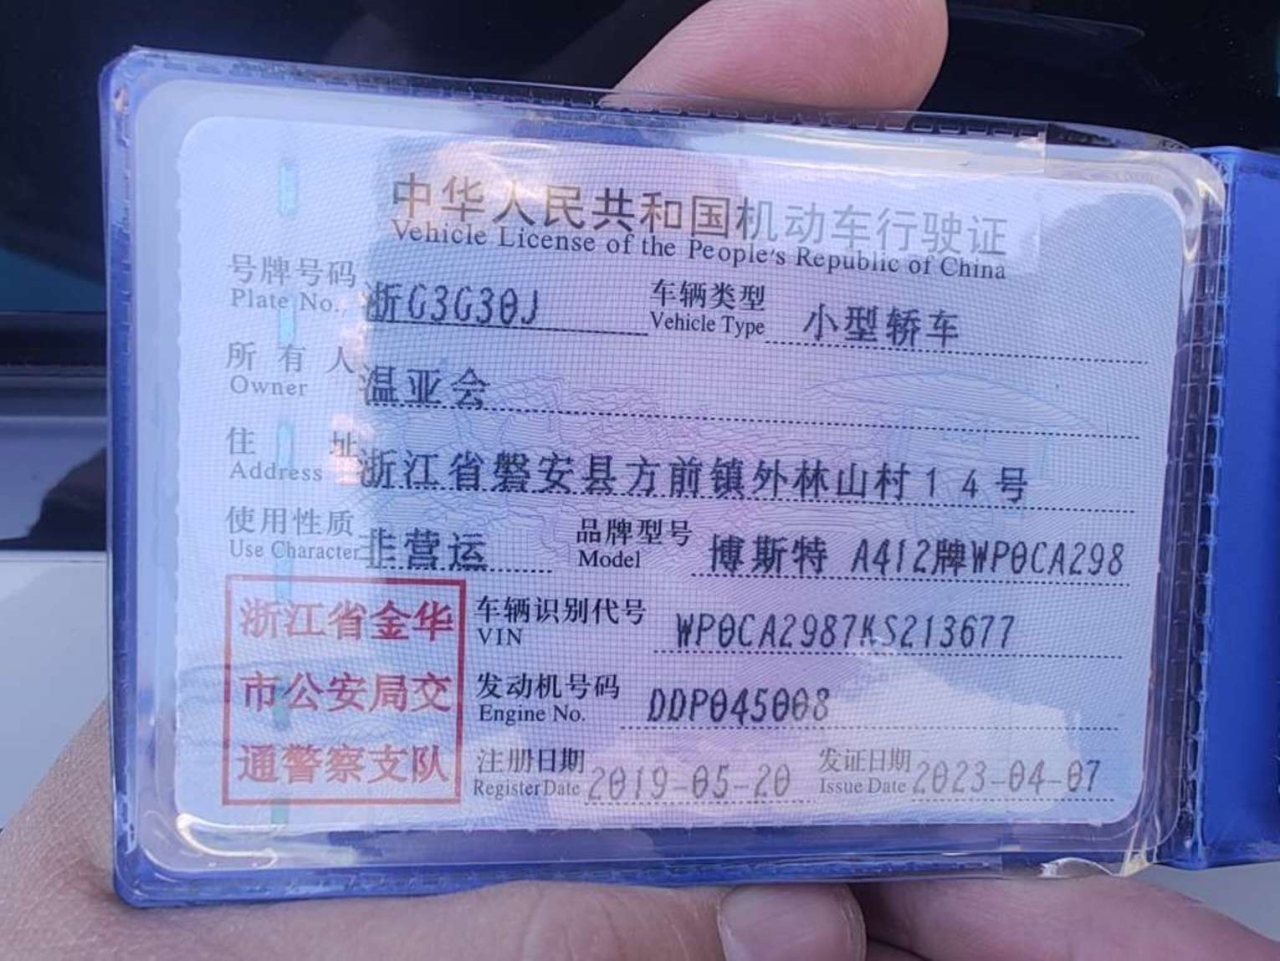 中华人民共和国机动车行驶证
Vehicle License of the People's Republic of China
号牌号码 浙G3G30J 车辆类型 小型轿车
Plate No. Vehicle Type
所有人 温亚会
Owner
住址 浙江省磐安县方前镇外林山村14号
Address
使用性质 非营运 品牌型号 博斯特 A412牌WP0CA298
Use Character Model
浙江省金华
市公安局交
通警察支队
车辆识别代号 WP0CA2987KS213677
VIN
发动机号码 DDP045008
Engine No.
注册日期 2019-05-20 发证日期 2023-04-07
Register Date Issue Date